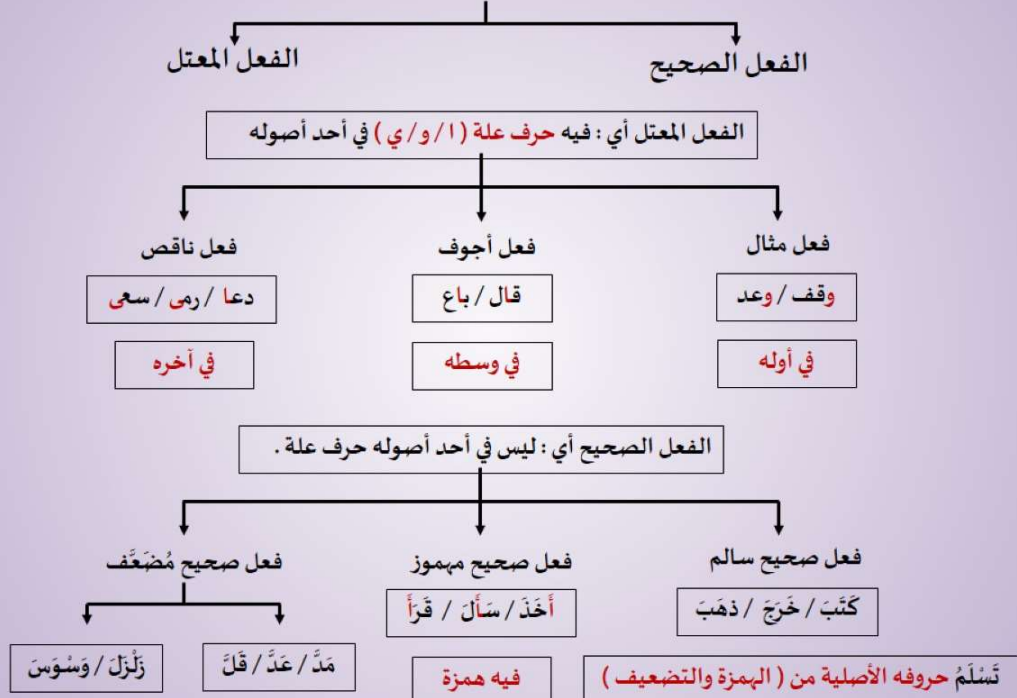 الفعل الصحيح
الفعل المعتل
الفعل المعتل أي : فيه حرف علة ( ا / و / ي ) في أحد أصوله
فعل مثال
فعل أجوف
فعل ناقص
وقف / وعد
قال / باع
دعا / رمى / سعى
في أوله
في وسطه
في آخره
الفعل الصحيح أي : ليس في أحد أصوله حرف علة .
فعل صحيح سالم
فعل صحيح مهموز
فعل صحيح مُضَعَّف
كَتَبَ / خَرَجَ / ذهَبَ
أَخَذَ / سَأَلَ / قَرَأَ
مَدَّ / عَدَّ / قَلَّ
زَلْزَلَ / وَسْوَسَ
تَسْلَمُ حروفه الأصلية من ( الهمزة والتضعيف )
فيه همزة